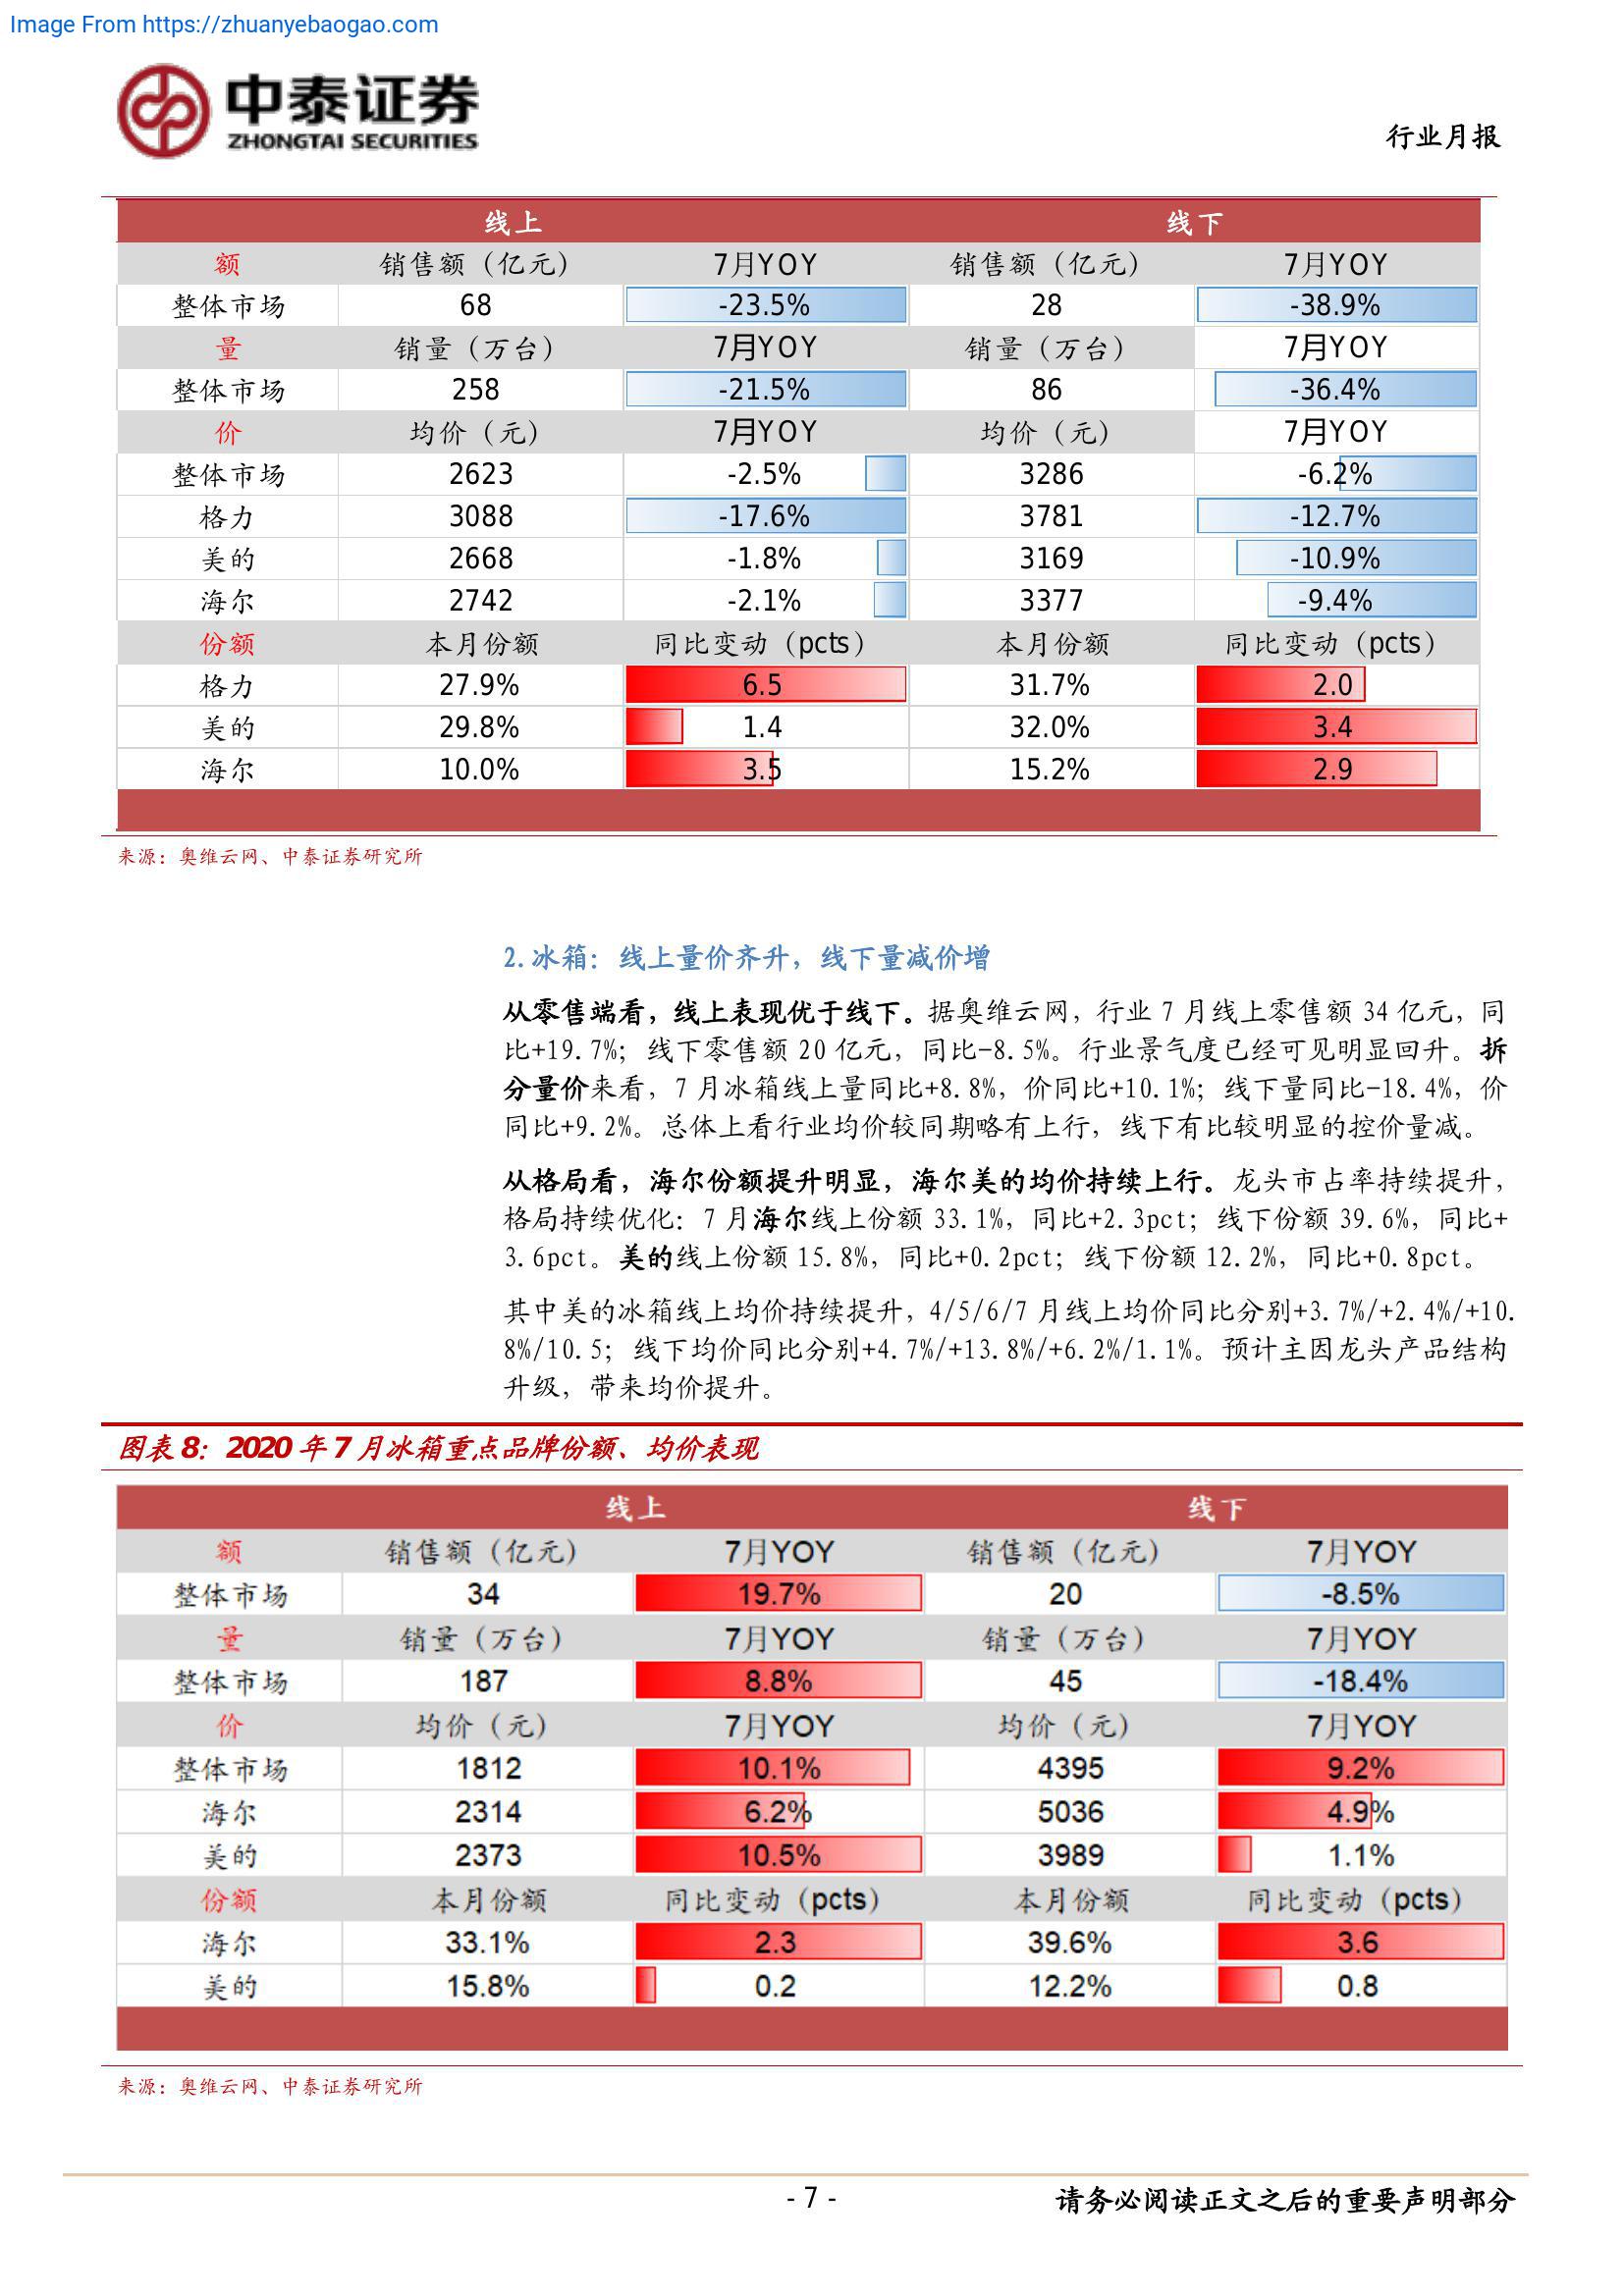 Image From https://zhuanyebaogao.com
中泰证券
ZHONGTAI SECURITIES
行业月报
线上 线下
额 销售额（亿元） 7月YOY 销售额（亿元） 7月YOY
整体市场 68 -23.5% 28 -38.9%
量 销量（万台） 7月YOY 销量（万台） 7月YOY
整体市场 258 -21.5% 86 -36.4%
价 均价（元） 7月YOY 均价（元） 7月YOY
整体市场 2623 -2.5% 3286 -6.2%
格力 3088 -17.6% 3781 -12.7%
美的 2668 -1.8% 3169 -10.9%
海尔 2742 -2.1% 3377 -9.4%
份额 本月份额 同比变动（pcts） 本月份额 同比变动（pcts）
格力 27.9% 6.5 31.7% 2.0
美的 29.8% 1.4 32.0% 3.4
海尔 10.0% 3.5 15.2% 2.9
来源：奥维云网、中泰证券研究所
2.冰箱：线上量价齐升，线下量减价增
从零售端看，线上表现优于线下。据奥维云网，行业 7 月线上零售额 34 亿元，同
比+19.7%；线下零售额 20 亿元，同比-8.5%。行业景气度已经可见明显回升。拆
分量价来看，7 月冰箱线上量同比+8.8%，价同比+10.1%；线下量同比-18.4%，价
同比+9.2%。总体上看行业均价较同期略有上行，线下有比较明显的控价量减。
从格局看，海尔份额提升明显，海尔美的均价持续上行。龙头市占率持续提升，
格局持续优化：7 月海尔线上份额 33.1%，同比+2.3pct；线下份额 39.6%，同比+
3.6pct。美的线上份额 15.8%，同比+0.2pct；线下份额 12.2%，同比+0.8pct。
其中美的冰箱线上均价持续提升，4/5/6/7 月线上均价同比分别+3.7%/+2.4%/+10.
8%/10.5；线下均价同比分别+4.7%/+13.8%/+6.2%/1.1%。预计主因龙头产品结构
升级，带来均价提升。
图表 8：2020 年 7 月冰箱重点品牌份额、均价表现
线上 线下
额 销售额（亿元） 7月YOY 销售额（亿元） 7月YOY
整体市场 34 19.7% 20 -8.5%
量 销量（万台） 7月YOY 销量（万台） 7月YOY
整体市场 187 8.8% 45 -18.4%
价 均价（元） 7月YOY 均价（元） 7月YOY
整体市场 1812 10.1% 4395 9.2%
海尔 2314 6.2% 5036 4.9%
美的 2373 10.5% 3989 1.1%
份额 本月份额 同比变动（pcts） 本月份额 同比变动（pcts）
海尔 33.1% 2.3 39.6% 3.6
美的 15.8% 0.2 12.2% 0.8
来源：奥维云网、中泰证券研究所
- 7 -
请务必阅读正文之后的重要声明部分